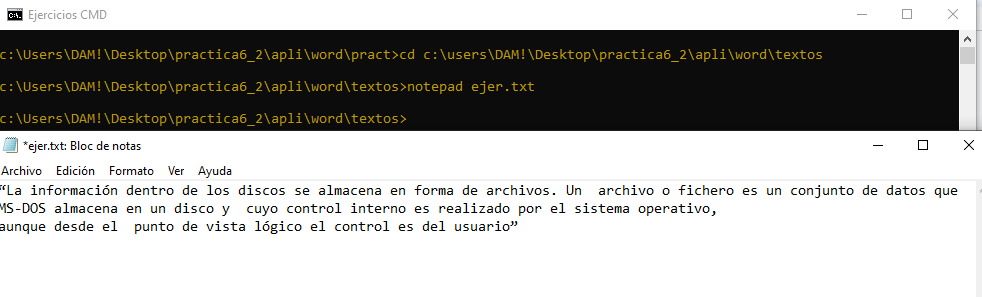 Ejercicios CMD
c:\Users\DAM!\Desktop\practica6_2\apli\word\pract>cd c:\users\DAM!\Desktop\practica6_2\apli\word\textos
c:\Users\DAM!\Desktop\practica6_2\apli\word\textos>notepad ejer.txt
c:\Users\DAM!\Desktop\practica6_2\apli\word\textos>
*ejer.txt: Bloc de notas
Archivo Edición Formato Ver Ayuda
“La información dentro de los discos se almacena en forma de archivos. Un  archivo o fichero es un conjunto de datos que
MS-DOS almacena en un disco y  cuyo control interno es realizado por el sistema operativo,
aunque desde el  punto de vista lógico el control es del usuario”